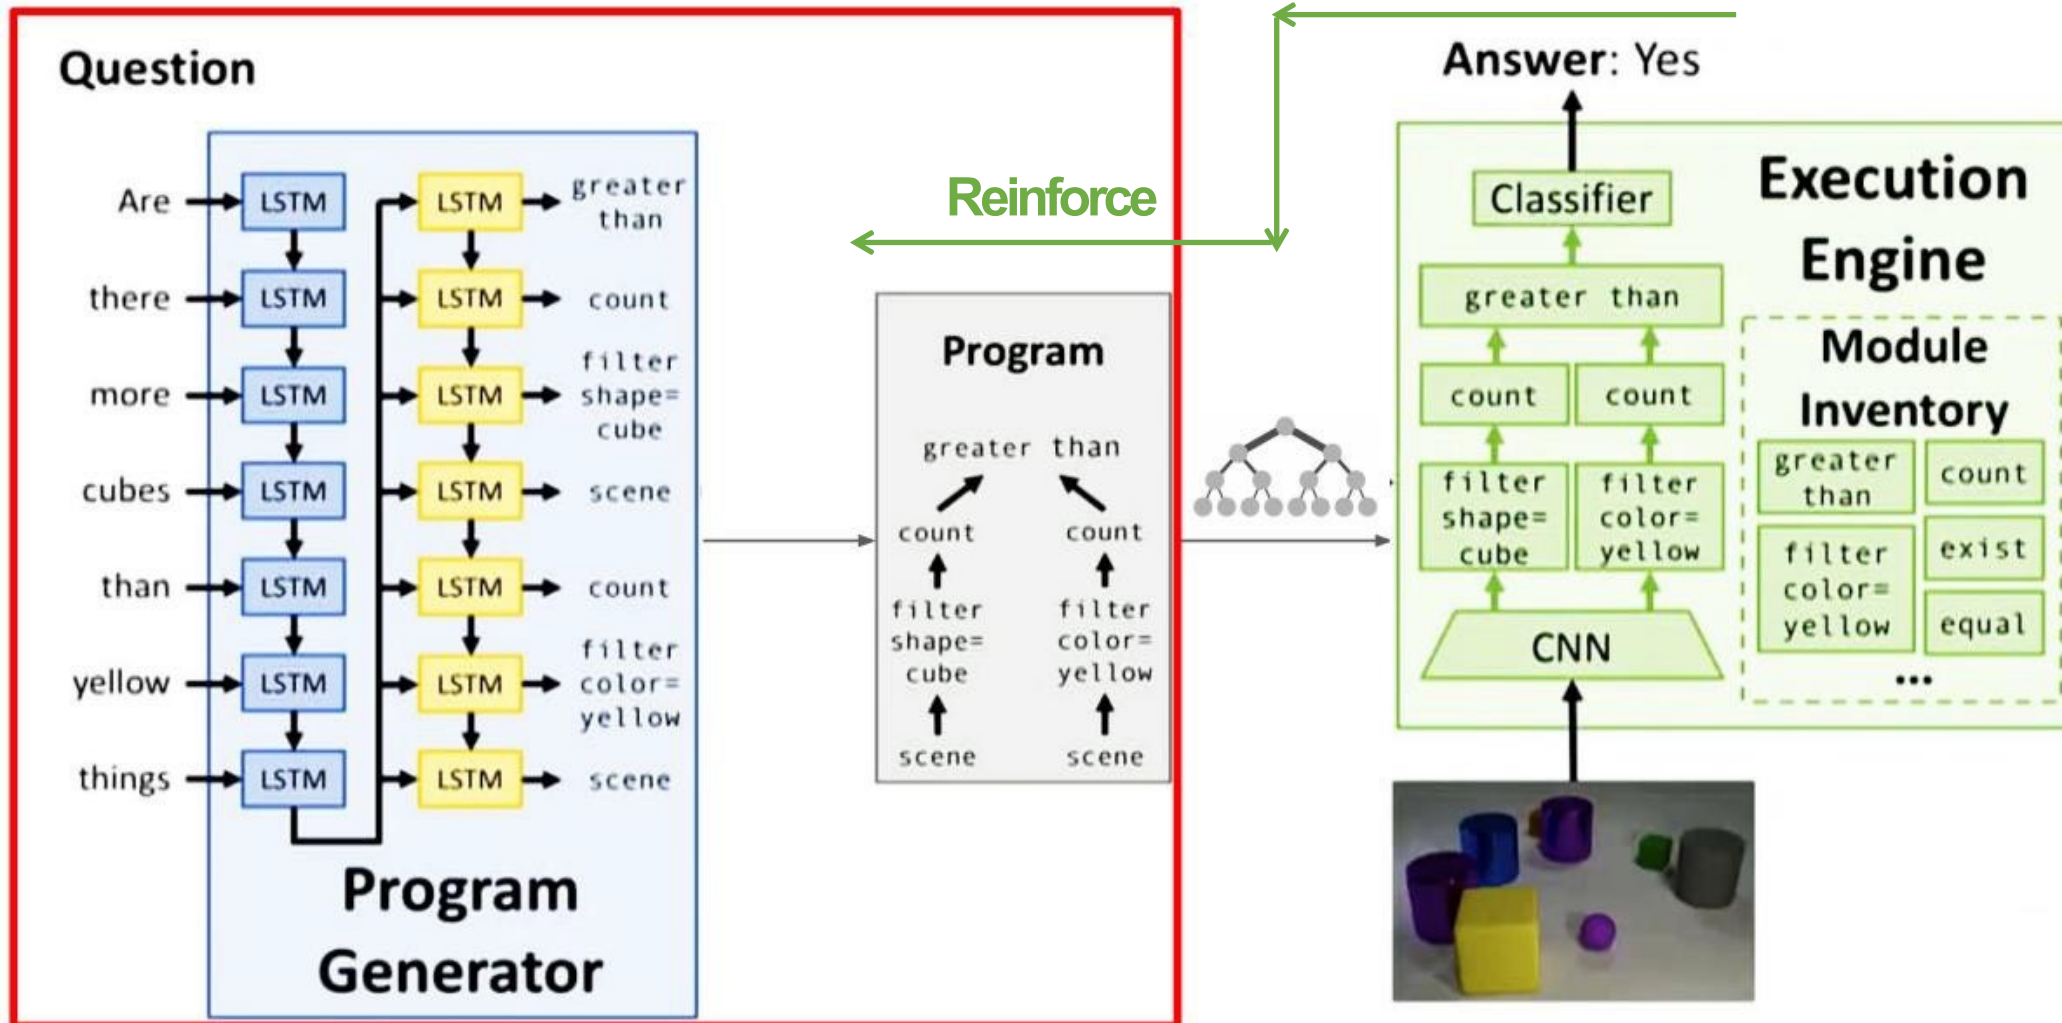 Question
Are
there
more
cubes
than
yellow
things
LSTM
LSTM
LSTM
LSTM
LSTM
LSTM
LSTM
LSTM
LSTM
LSTM
LSTM
LSTM
LSTM
LSTM
greater
than
count
filter
shape=
cube
scene
count
filter
color=
yellow
scene
Program
Generator
Reinforce
Program
greater than
count count
filter filter
shape= color=
cube yellow
scene scene
Answer: Yes
Execution
Engine
Classifier
greater than
count count
filter filter
shape= color=
cube yellow
CNN
Module
Inventory
greater
than
count
filter
color=
yellow
exist
equal
...